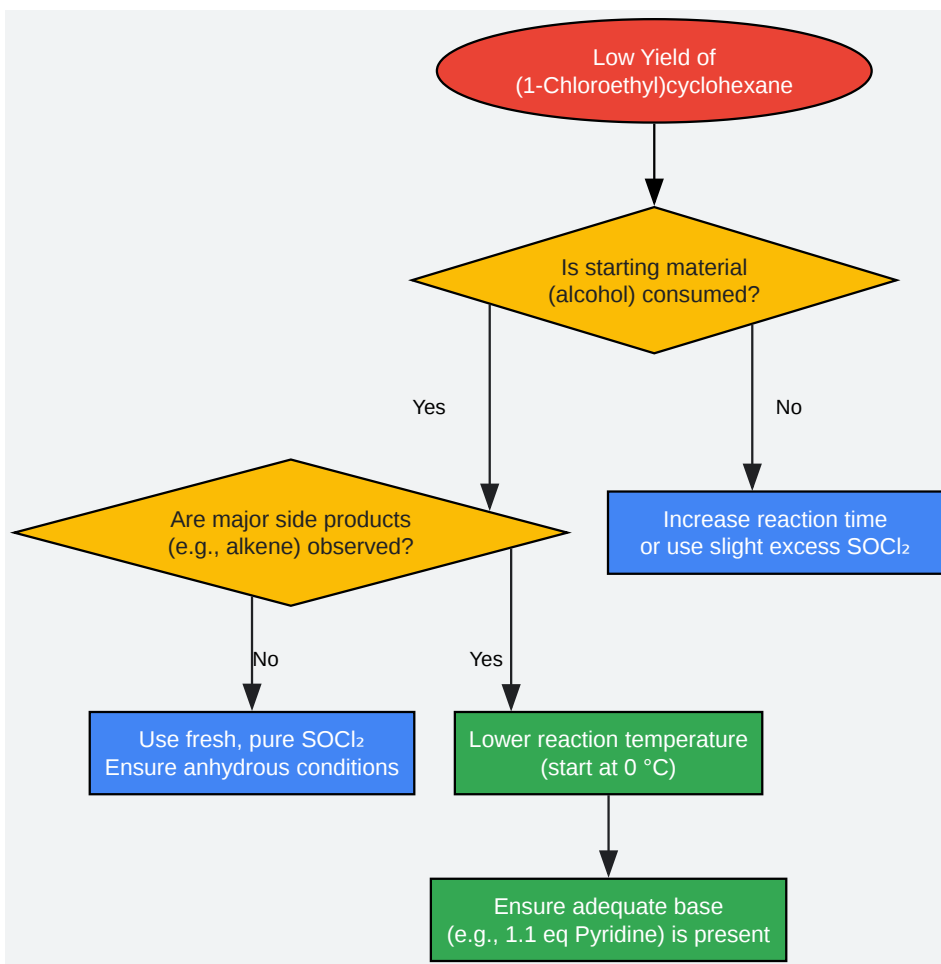 Low Yield of
(1-Chloroethyl)cyclohexane
Is starting material
(alcohol) consumed?
Yes
No
Are major side products
(e.g., alkene) observed?
Increase reaction time
or use slight excess SOCl₂
No
Yes
Use fresh, pure SOCl₂
Ensure anhydrous conditions
Lower reaction temperature
(start at 0 °C)
Ensure adequate base
(e.g., 1.1 eq Pyridine) is present